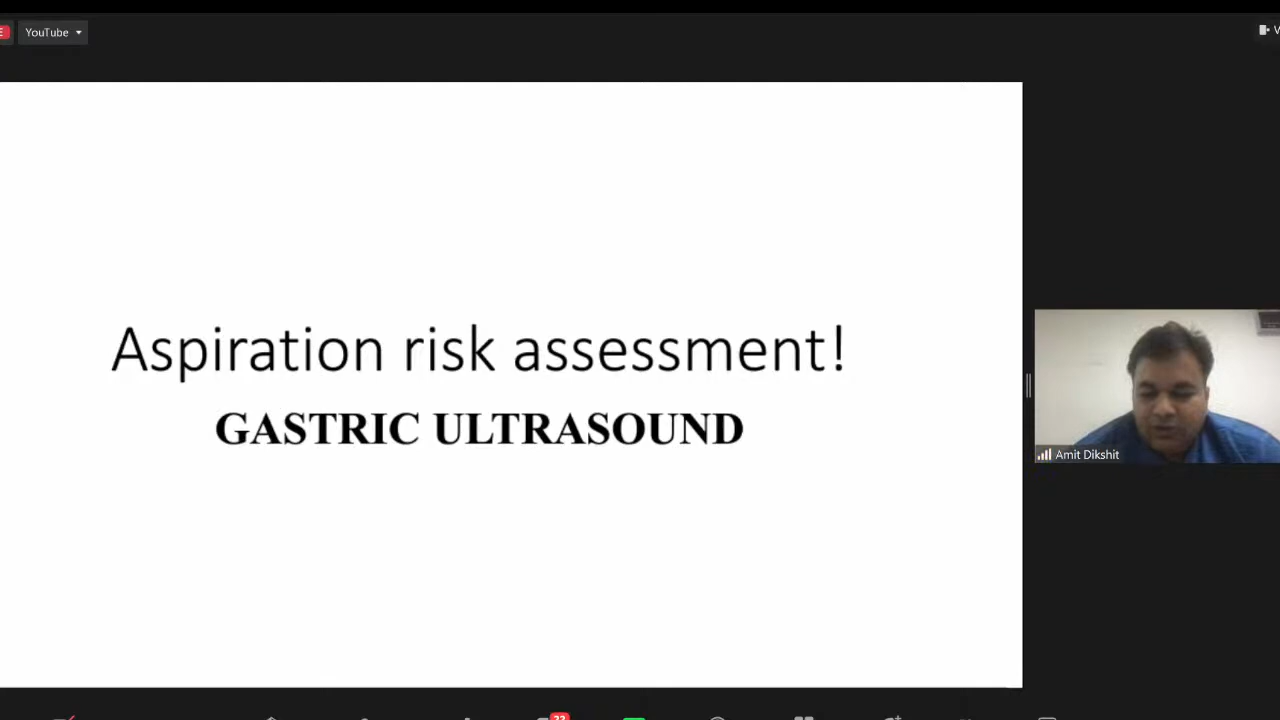 YouTube
Aspiration risk assessment!
GASTRIC ULTRASOUND
Amit Dikshit